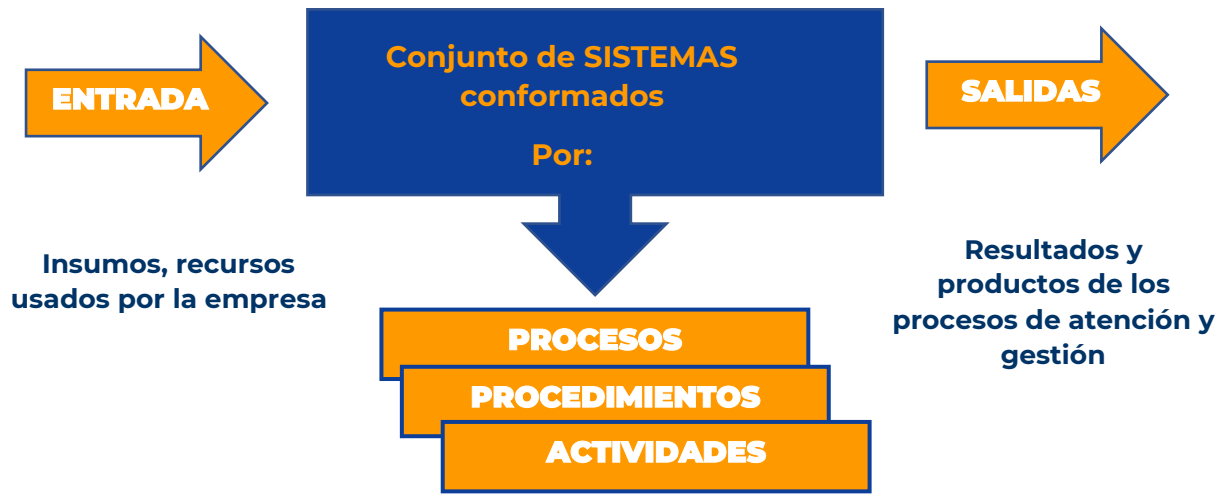 ENTRADA
Insumos, recursos
usados por la empresa
Conjunto de SISTEMAS
conformados
Por:
PROCESOS
PROCEDIMIENTOS
ACTIVIDADES
SALIDAS
Resultados y
productos de los
procesos de atención y
gestión